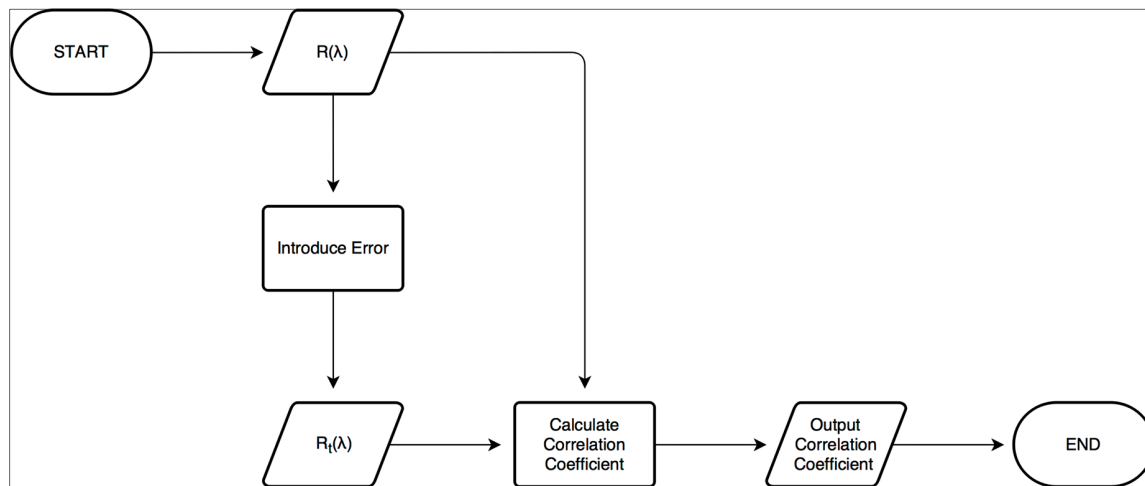 START
R(λ)
Introduce Error
Rt(λ)
Calculate
Correlation
Coefficient
Output
Correlation
Coefficient
END